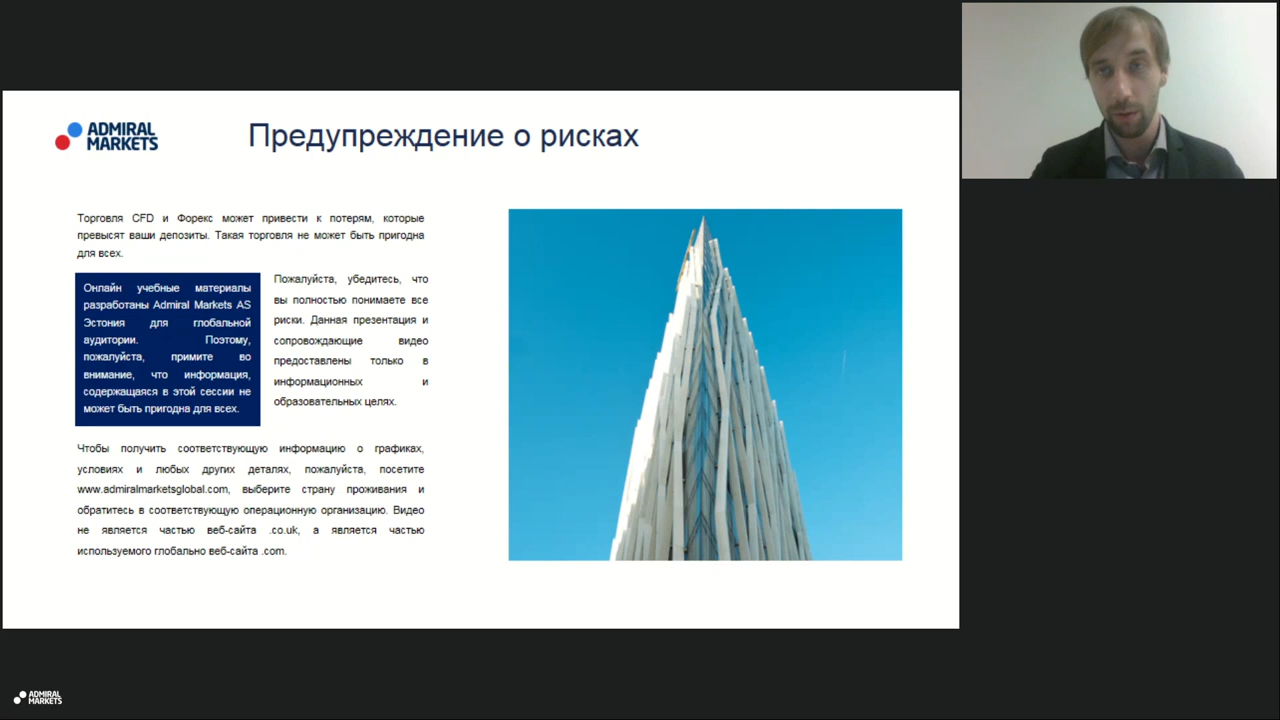 ADMIRAL
MARKETS
Предупреждение о рисках
Торговля CFD и Форекс может привести к потерям, которые
превысят ваши депозиты. Такая торговля не может быть пригодна
для всех.
Онлайн учебные материалы
разработаны Admiral Markets AS
Эстония для глобальной
аудитории. Поэтому,
пожалуйста, примите во
внимание, что информация,
содержащаяся в этой сессии не
может быть пригодна для всех.
Пожалуйста, убедитесь, что
вы полностью понимаете все
риски. Данная презентация и
сопровождающие видео
предоставлены только в
информационных и
образовательных целях.
Чтобы получить соответствующую информацию о графиках,
условиях и любых других деталях, пожалуйста, посетите
www.admiralmarketsglobal.com, выберите страну проживания и
обратитесь в соответствующую операционную организацию. Видео
не является частью веб-сайта .co.uk, а является частью
используемого глобально веб-сайта .com.
ADMIRAL
MARKETS